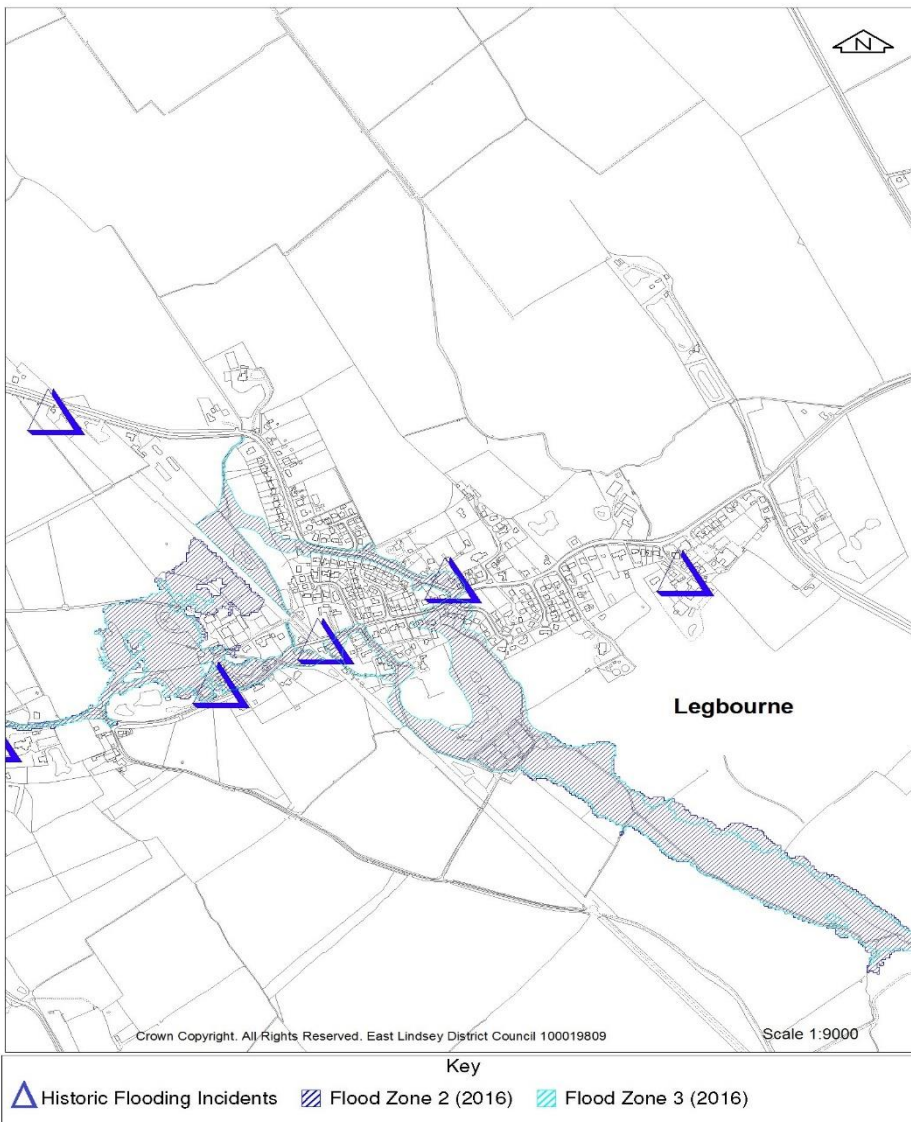 N
Legbourne
Crown Copyright. All Rights Reserved. East Lindsey District Council 100019809
Scale 1:9000
Key
Historic Flooding Incidents Flood Zone 2 (2016) Flood Zone 3 (2016)